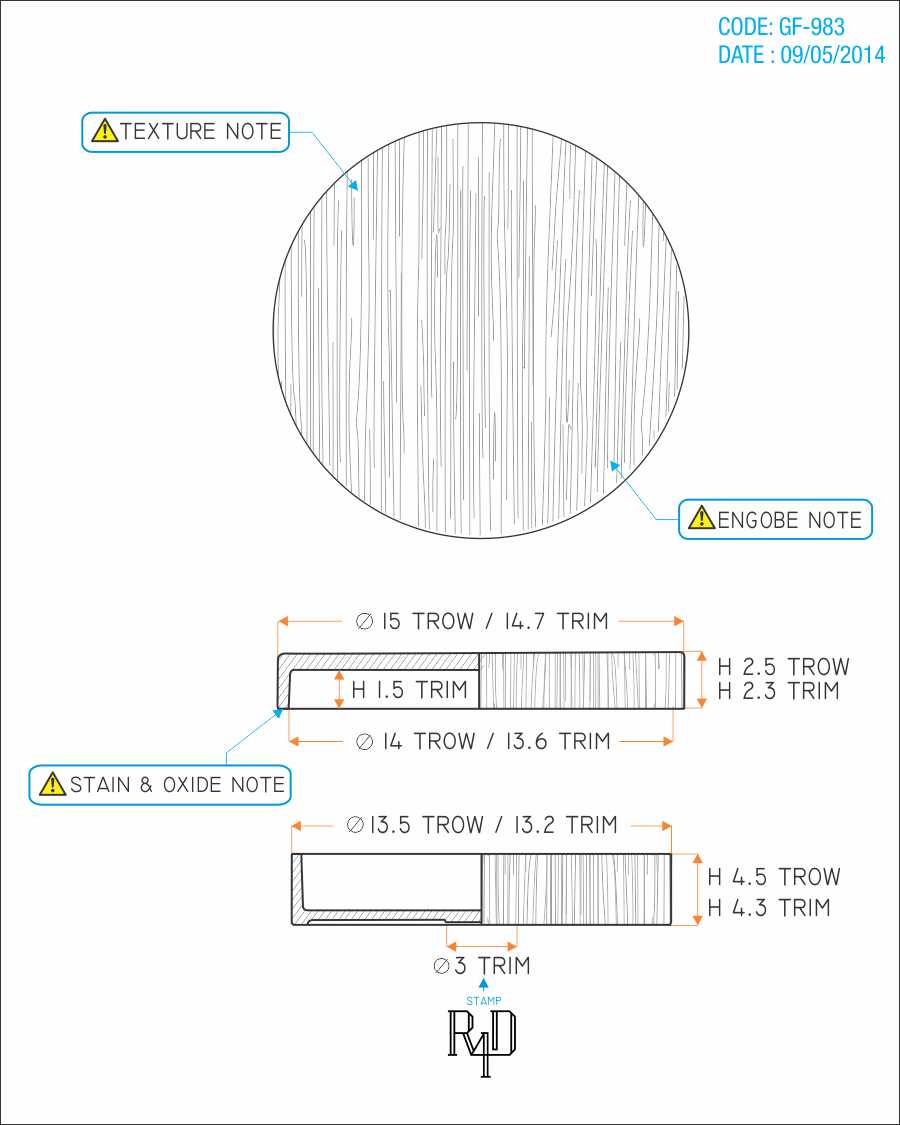 CODE: GF-983
DATE : 09/05/2014
TEXTURE NOTE
ENGOBE NOTE
∅ 15 TROW / 14.7 TRIM
H 2.5 TROW
H 2.3 TRIM
H 1.5 TRIM
∅ 14 TROW / 13.6 TRIM
STAIN & OXIDE NOTE
∅ 13.5 TROW / 13.2 TRIM
H 4.5 TROW
H 4.3 TRIM
∅ 3 TRIM
STAMP